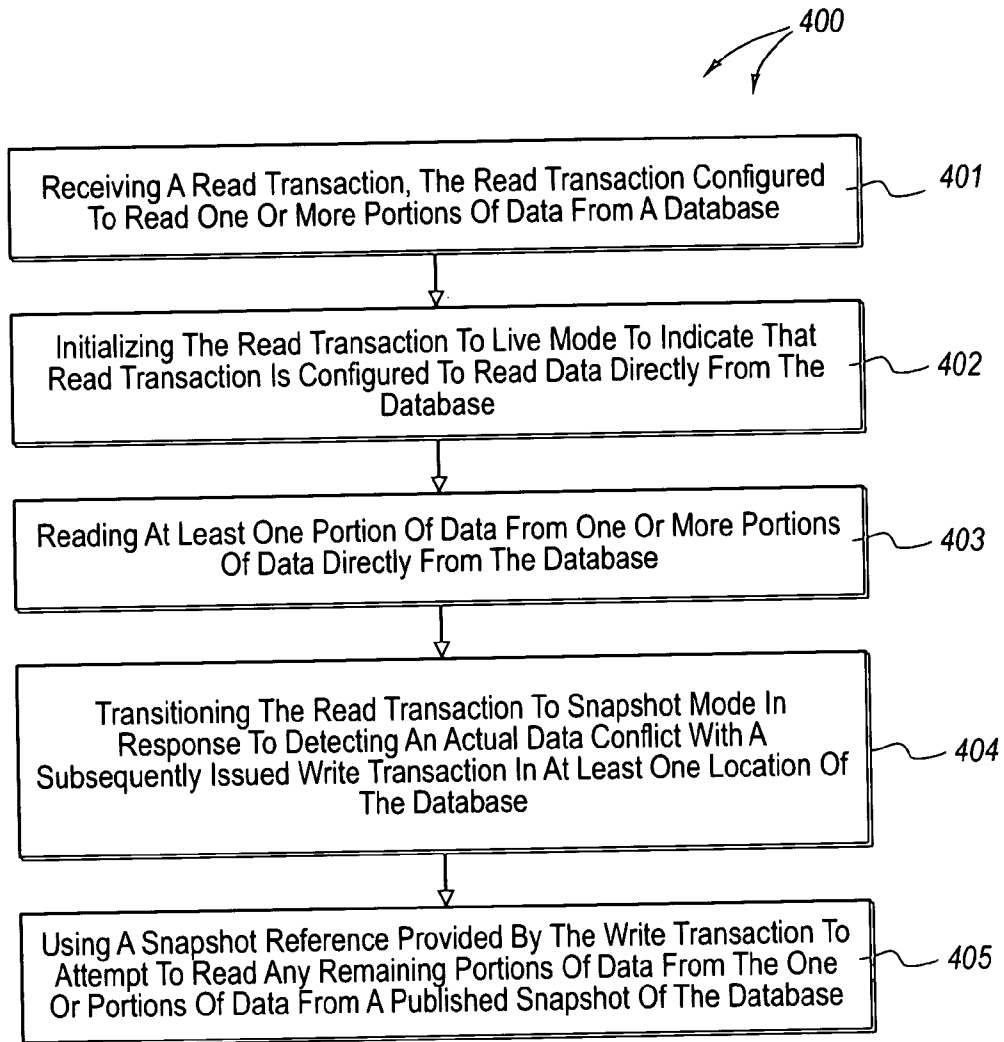 400
Receiving A Read Transaction, The Read Transaction Configured
To Read One Or More Portions Of Data From A Database
401
Initializing The Read Transaction To Live Mode To Indicate That
Read Transaction Is Configured To Read Data Directly From The
Database
402
Reading At Least One Portion Of Data From One Or More Portions
Of Data Directly From The Database
403
Transitioning The Read Transaction To Snapshot Mode In
Response To Detecting An Actual Data Conflict With A
Subsequently Issued Write Transaction In At Least One Location Of
The Database
404
Using A Snapshot Reference Provided By The Write Transaction To
Attempt To Read Any Remaining Portions Of Data From The One
Or Portions Of Data From A Published Snapshot Of The Database
405